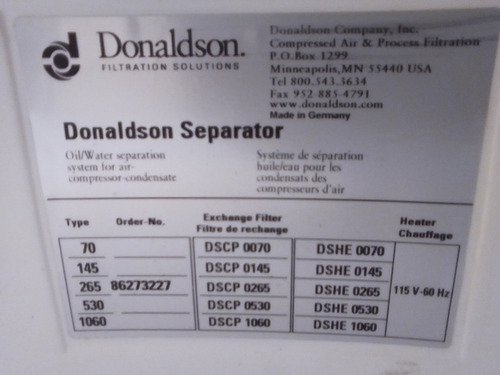 Donaldson.
FILTRATION SOLUTIONS
Donaldson Company, Inc.
Compressed Air & Process Filtration
P.O.Box 1299
Minneapolis,MN 55440 USA
Tel 800.543.3634
Fax 952-885-4791
www.donaldson.com
Made in Germany
Donaldson Separator
Oil/Water separation
system for air-
compressor-condensate
Système de séparation
huile/eau pour les
condensats des
compresseurs d'air
Type Order-No. Exchange Filter Heater
Filtre de rechange Chauffage
70 DSCP 0070 DSHE 0070
145 DSCP 0145 DSHE 0145
265 86273227 DSCP 0265 DSHE 0265 115 V-60 Hz
530 DSCP 0530 DSHE 0530
1060 DSCP 1060 DSHE 1060